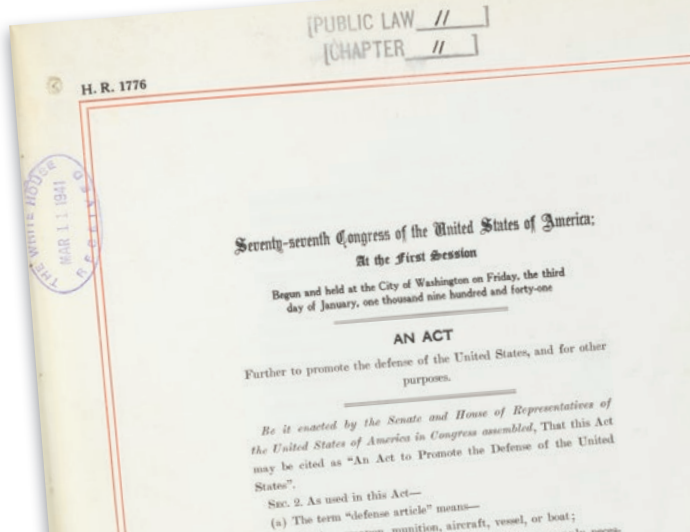 [PUBLIC LAW 11 ]
[CHAPTER 11 ]
H. R. 1776
THE WHITE HOUSE
MAR 11 1941
RECEIVED
Seventy-seventh Congress of the United States of America;
At the First Session
Begun and held at the City of Washington on Friday, the third
day of January, one thousand nine hundred and forty-one
AN ACT
Further to promote the defense of the United States, and for other
purposes.
Be it enacted by the Senate and House of Representatives of
the United States of America in Congress assembled, That this Act
may be cited as “An Act to Promote the Defense of the United
States”.
SEC. 2. As used in this Act—
(a) The term “defense article” means—
munition, aircraft, vessel, or boat;